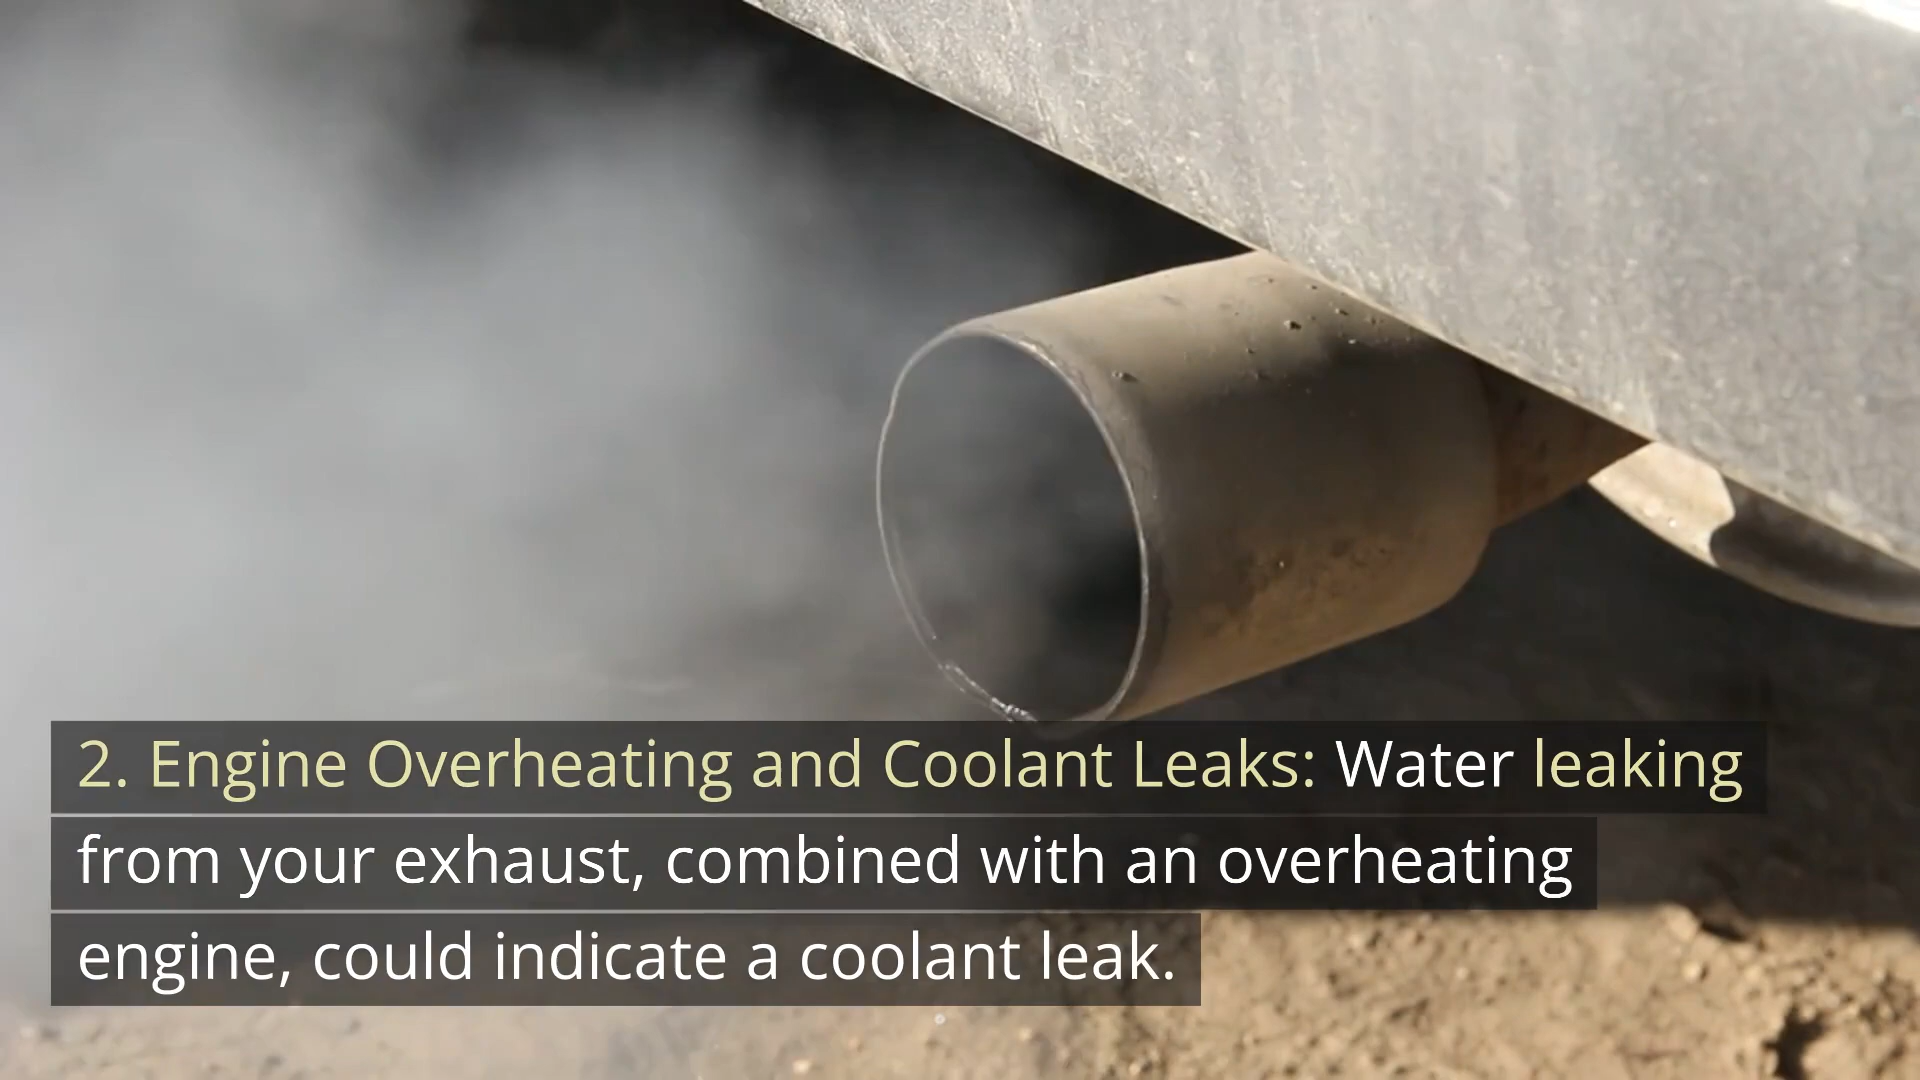 2. Engine Overheating and Coolant Leaks: Water leaking
from your exhaust, combined with an overheating
engine, could indicate a coolant leak.